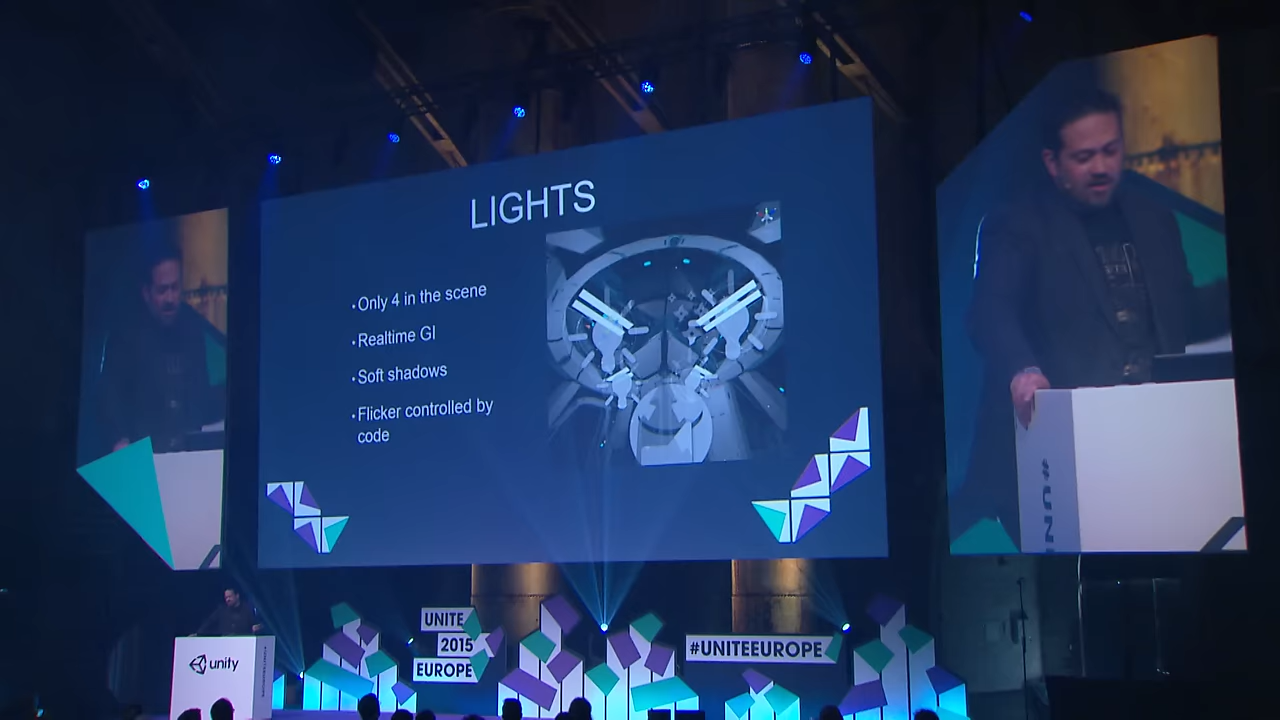 LIGHTS
•Only 4 in the scene
•Realtime GI
•Soft shadows
•Flicker controlled by
code
#UN
unity
UNITE
2015
EUROPE
#UNITEEUROPE